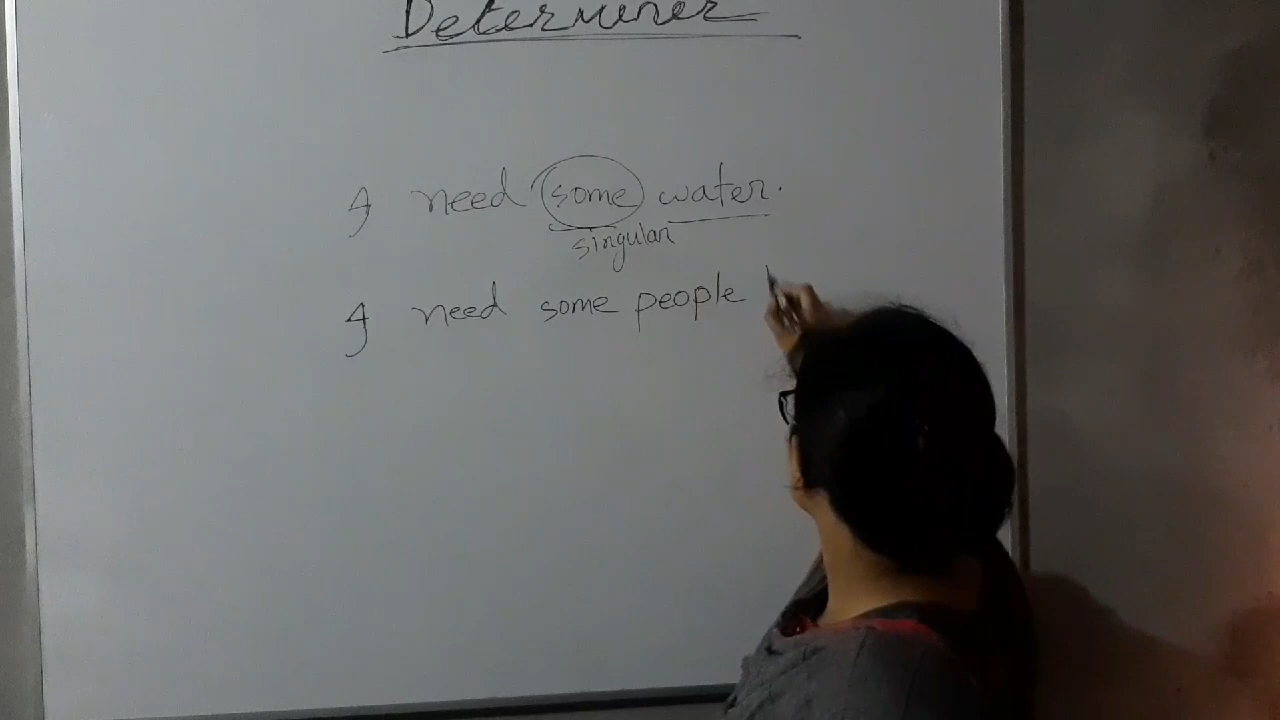 Determiner
I need some water.
singular
I need some people